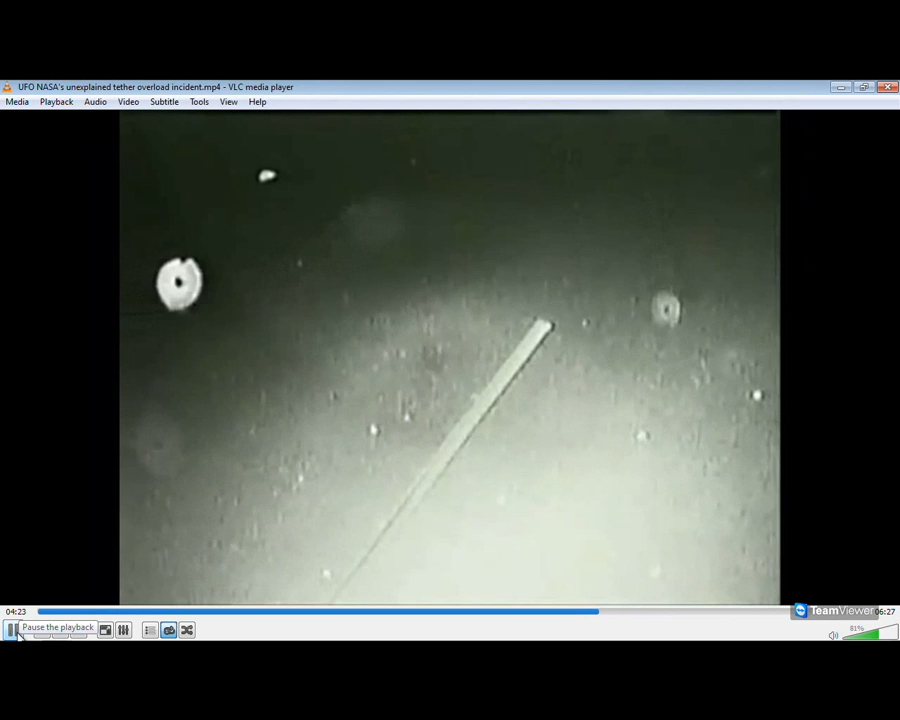 UFO NASA's unexplained tether overload incident.mp4 - VLC media player
Media Playback Audio Video Subtitle Tools View Help
04:23
TeamViewer
06:27
Pause the playback
81%